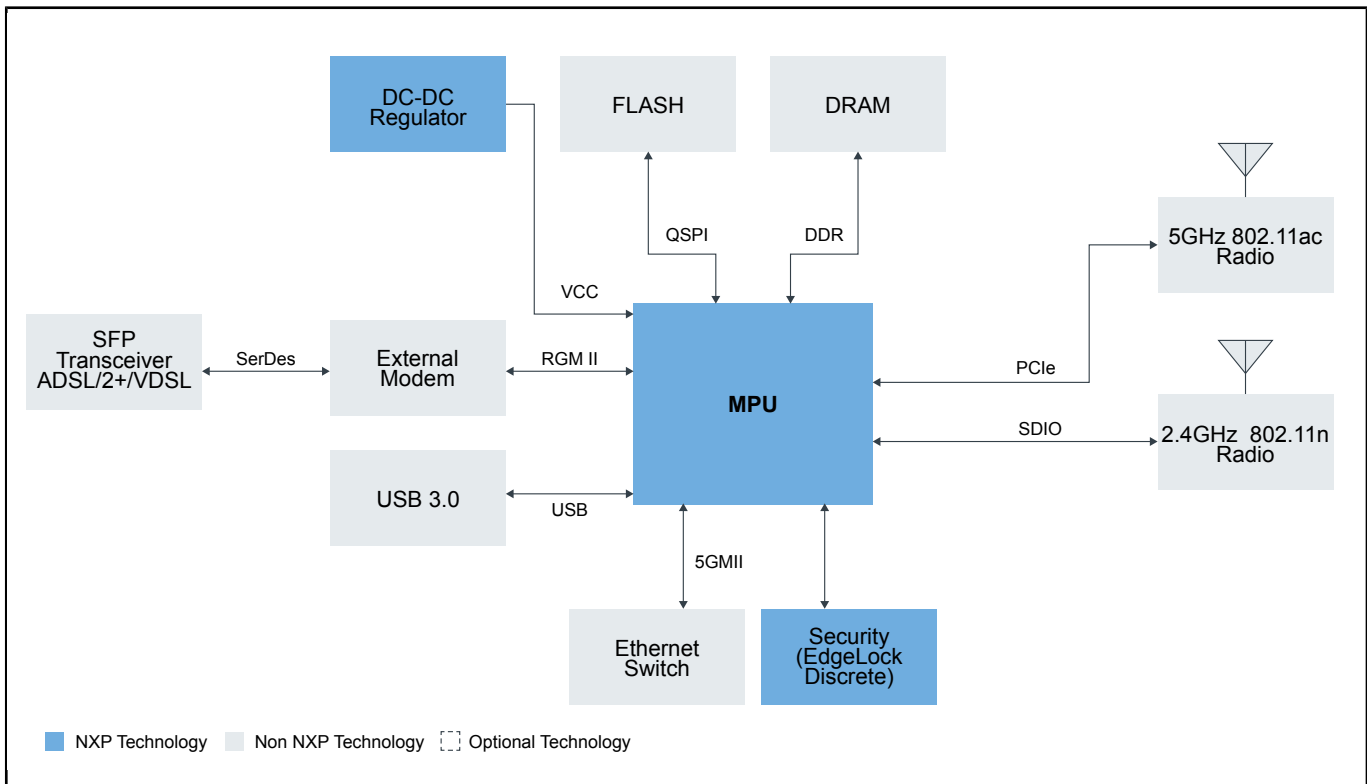 DC-DC
Regulator
FLASH
DRAM
5GHz 802.11ac
Radio
QSPI
DDR
VCC
SFP
Transceiver
ADSL/2+/VDSL
SerDes
External
Modem
RGM II
MPU
PCIe
SDIO
2.4GHz 802.11n
Radio
USB 3.0
USB
5GMII
Ethernet
Switch
Security
(EdgeLock
Discrete)
NXP Technology
Non NXP Technology
Optional Technology